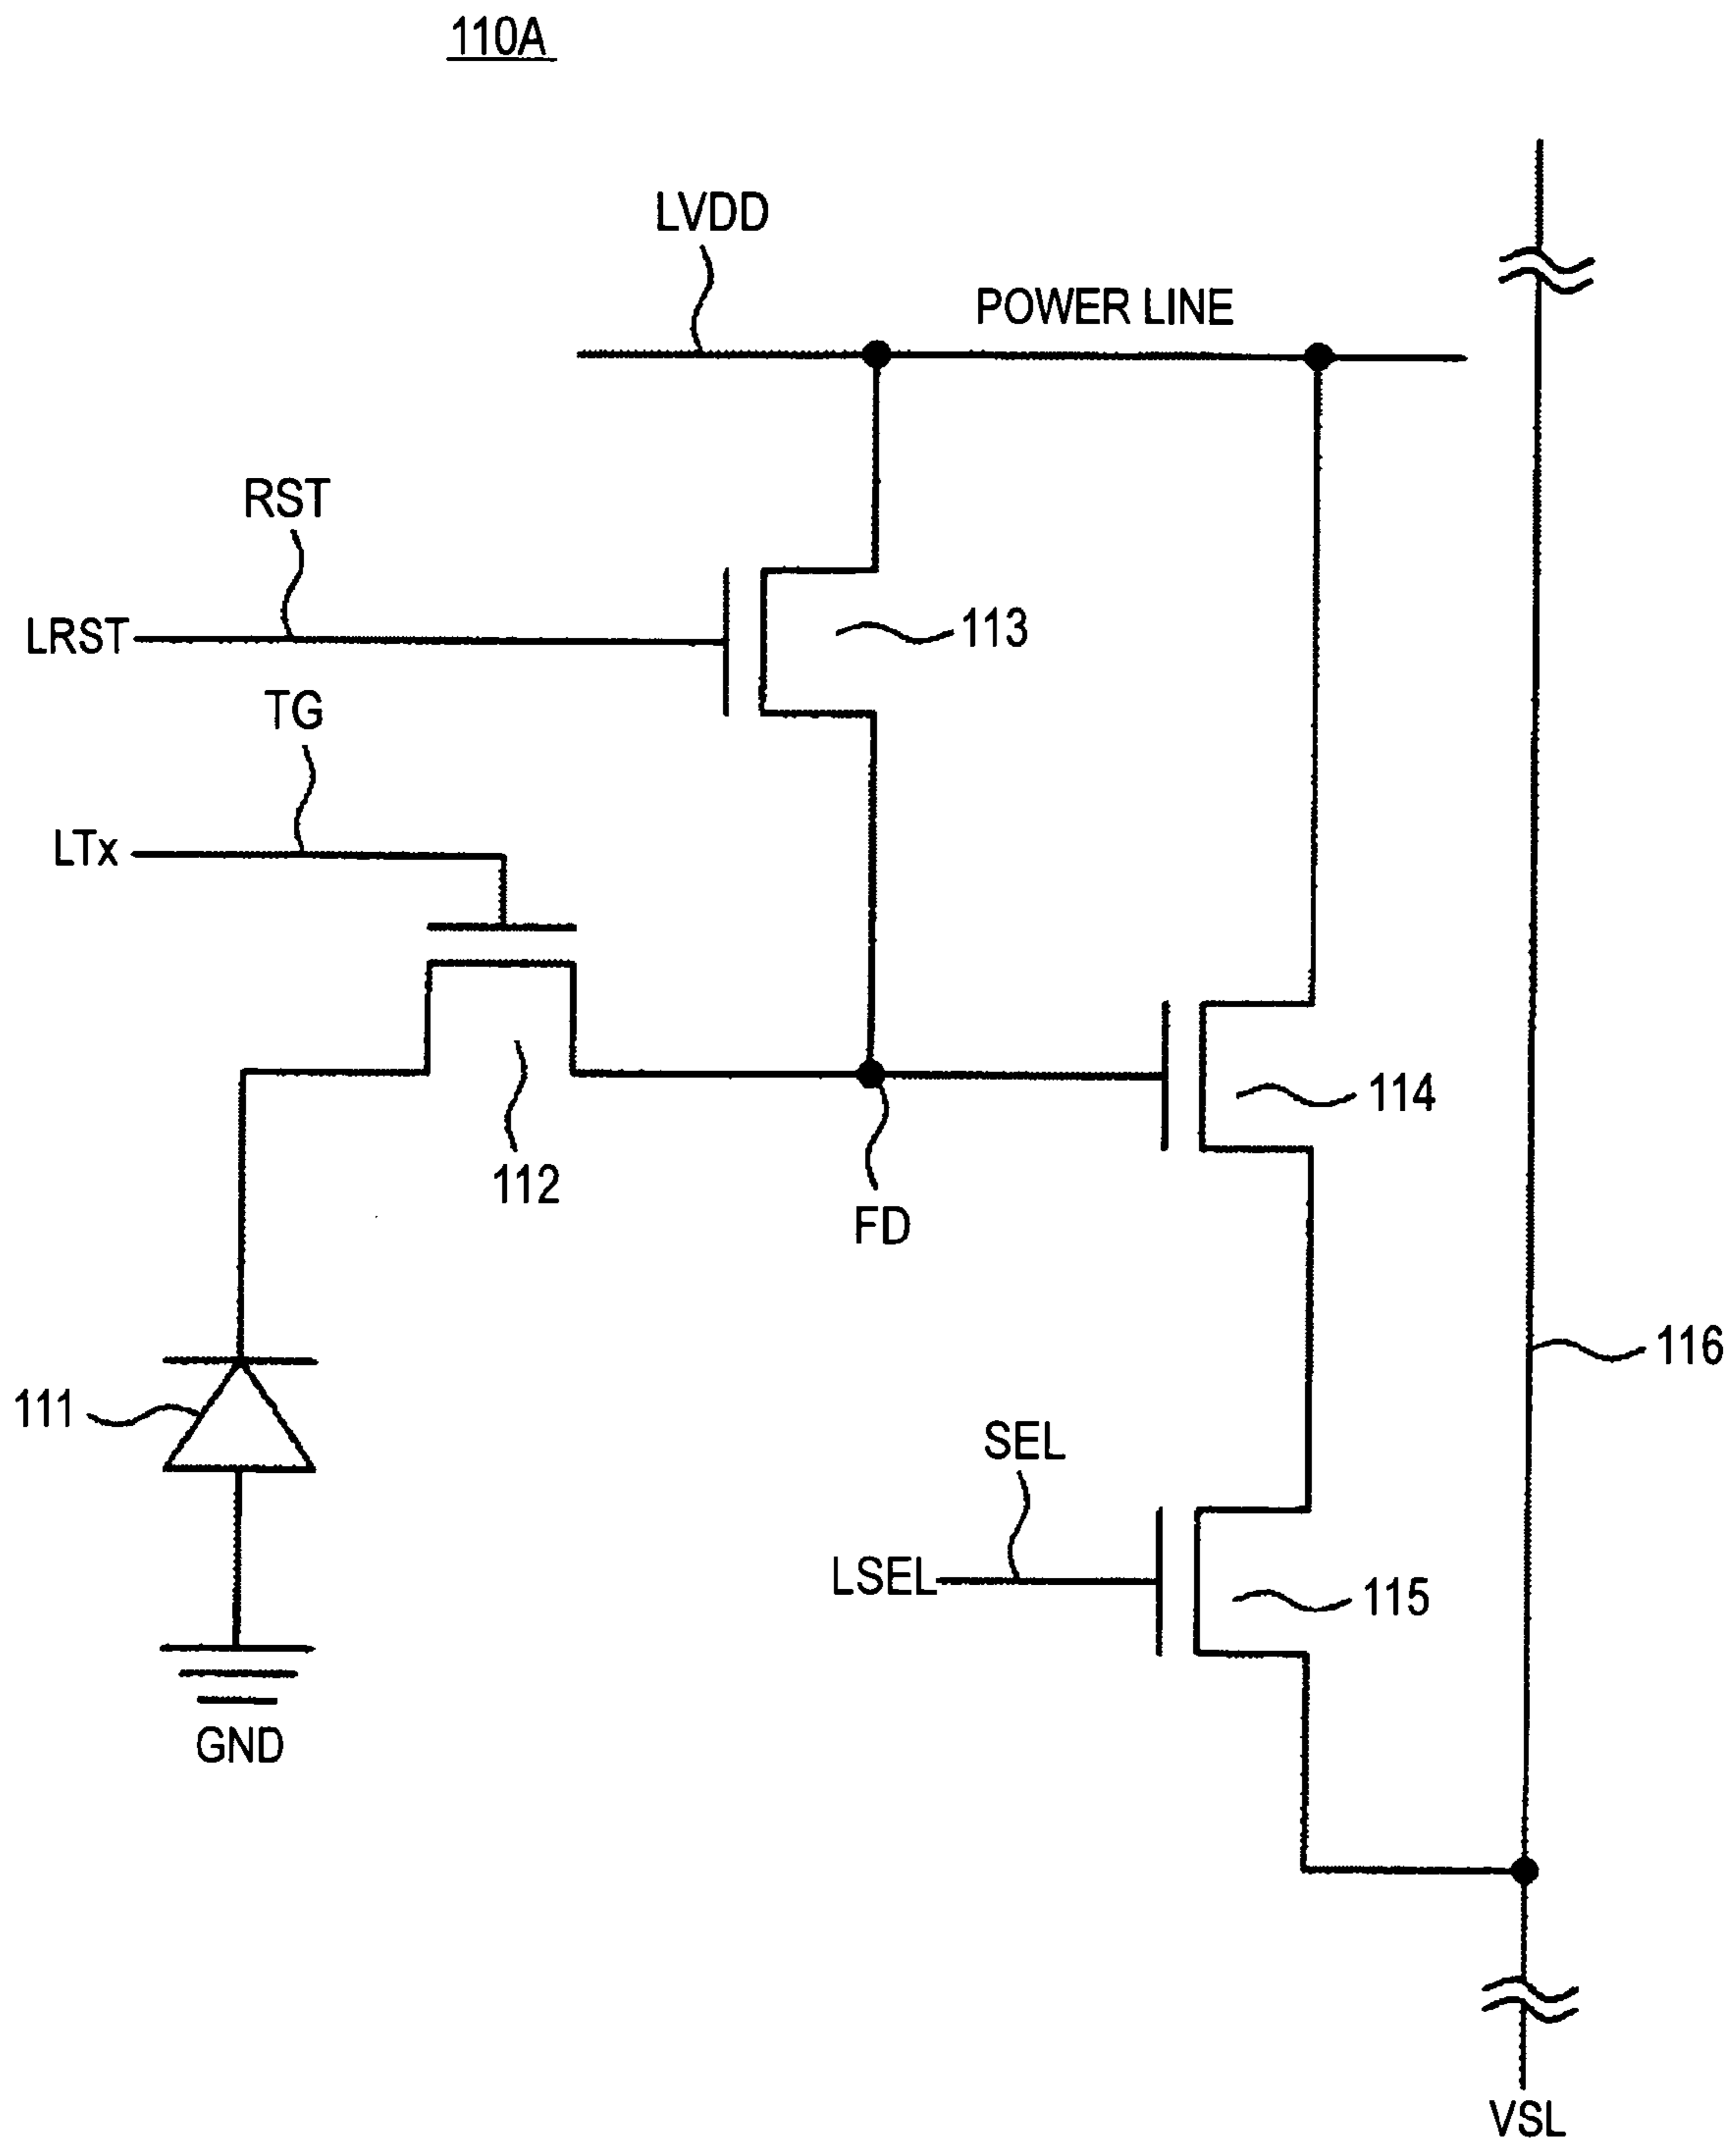 110A
LVDD
POWER LINE
RST
LRST
113
TG
LTx
114
112
FD
116
111
SEL
LSEL
115
GND
VSL